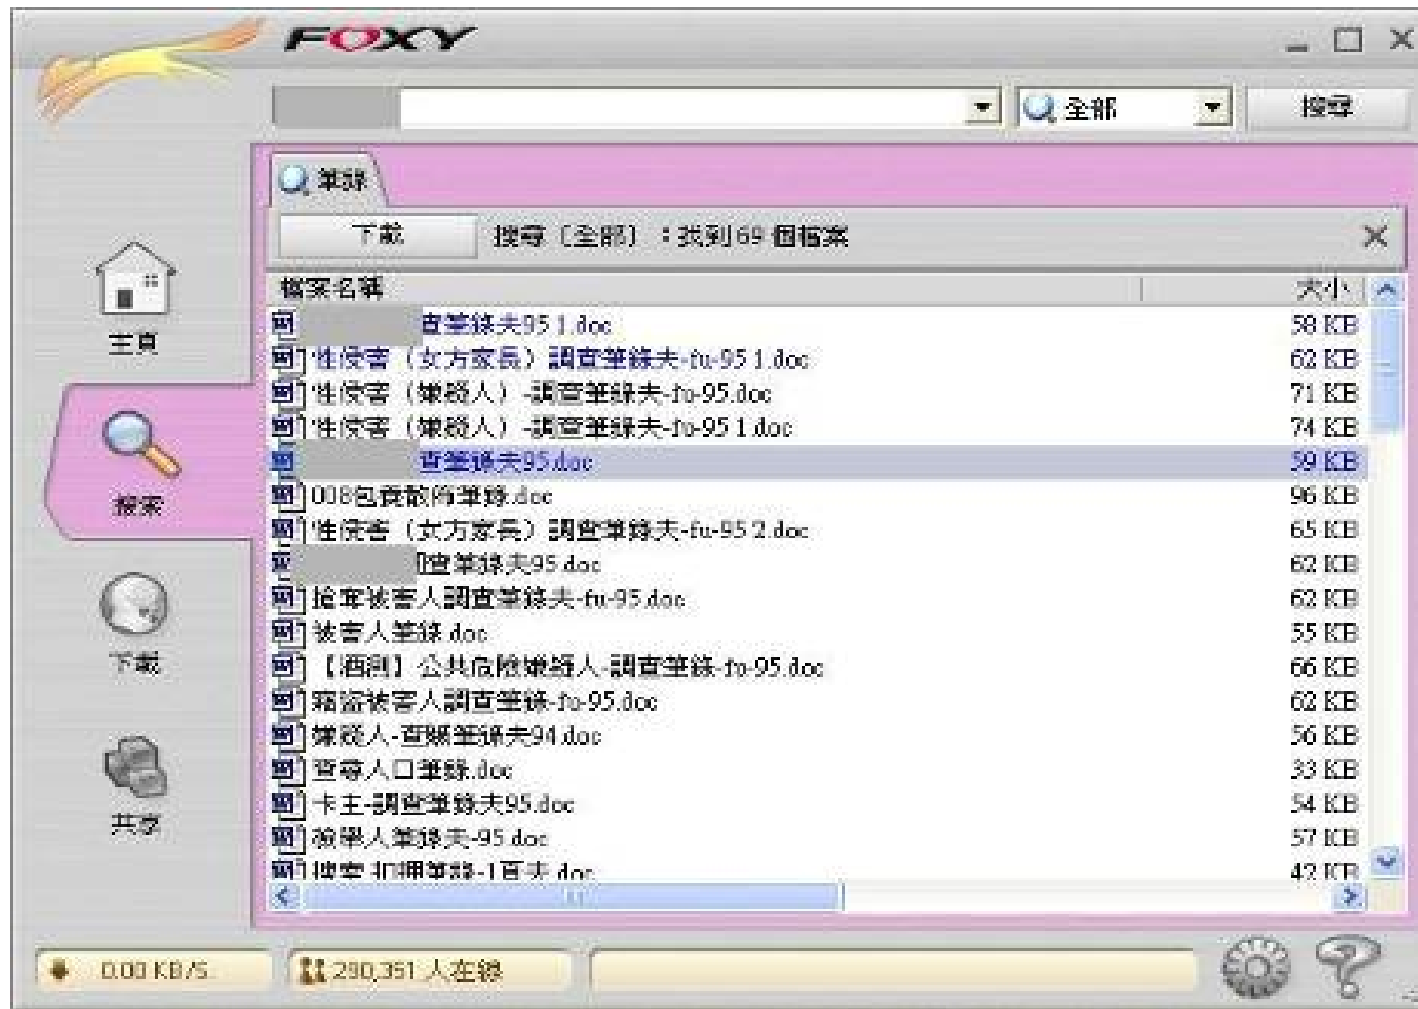 FOXY
全部
搜尋
筆錄
下載 搜尋〔全部〕：找到 69 個檔案
檔案名稱 大小
主頁
搜索
下載
共享
查筆錄夫95 1.doc 58 KB
性侵害（女方家長）調查筆錄夫-fu-95 1.doc 62 KB
性侵害（嫌疑人）-調查筆錄夫-fu-95.doc 71 KB
性侵害（嫌疑人）-調查筆錄夫-fu-95 1.doc 74 KB
查筆錄夫95.doc 59 KB
008包養散佈筆錄.doc 96 KB
性侵害（女方家長）調查筆錄夫-fu-95 2.doc 65 KB
查筆錄夫95.doc 62 KB
搶奪被害人調查筆錄夫-fu-95.doc 62 KB
被害人筆錄.doc 55 KB
【酒測】公共危險嫌疑人-調查筆錄-fu-95.doc 66 KB
竊盜被害人調查筆錄-fu-95.doc 62 KB
嫌疑人-查贓筆錄夫94.doc 56 KB
查尋人口筆錄.doc 33 KB
卡主-調查筆錄夫95.doc 54 KB
檢舉人筆錄夫-95.doc 57 KB
搜索扣押筆錄-1頁夫.doc 42 KB
0.00 KB/S
290,351 人在線